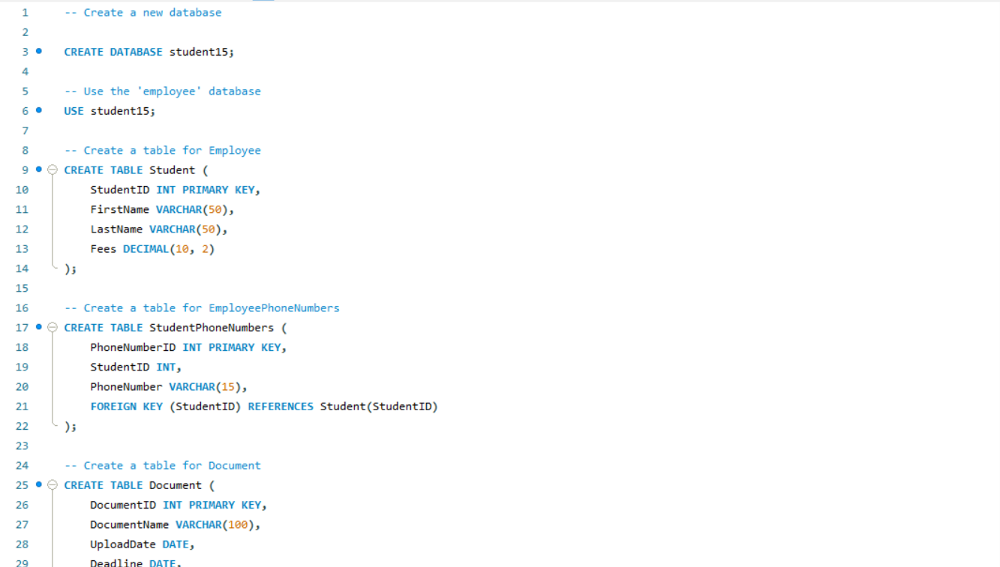 1 -- Create a new database
2
3 CREATE DATABASE student15;
4
5 -- Use the 'employee' database
6 USE student15;
7
8 -- Create a table for Employee
9 CREATE TABLE Student (
10 StudentID INT PRIMARY KEY,
11 FirstName VARCHAR(50),
12 LastName VARCHAR(50),
13 Fees DECIMAL(10, 2)
14 );
15
16 -- Create a table for EmployeePhoneNumbers
17 CREATE TABLE StudentPhoneNumbers (
18 PhoneNumberID INT PRIMARY KEY,
19 StudentID INT,
20 PhoneNumber VARCHAR(15),
21 FOREIGN KEY (StudentID) REFERENCES Student(StudentID)
22 );
23
24 -- Create a table for Document
25 CREATE TABLE Document (
26 DocumentID INT PRIMARY KEY,
27 DocumentName VARCHAR(100),
28 UploadDate DATE,
29 Deadline DATE,